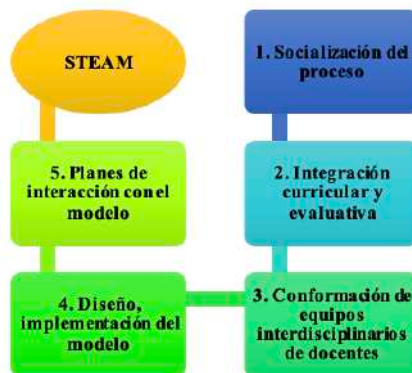 STEAM
1. Socialización del
proceso
5. Planes de
interacción con el
modelo
2. Integración
curricular y
evaluativa
4. Diseño,
implementación del
modelo
3. Conformación de
equipos
interdisciplinarios
de docentes